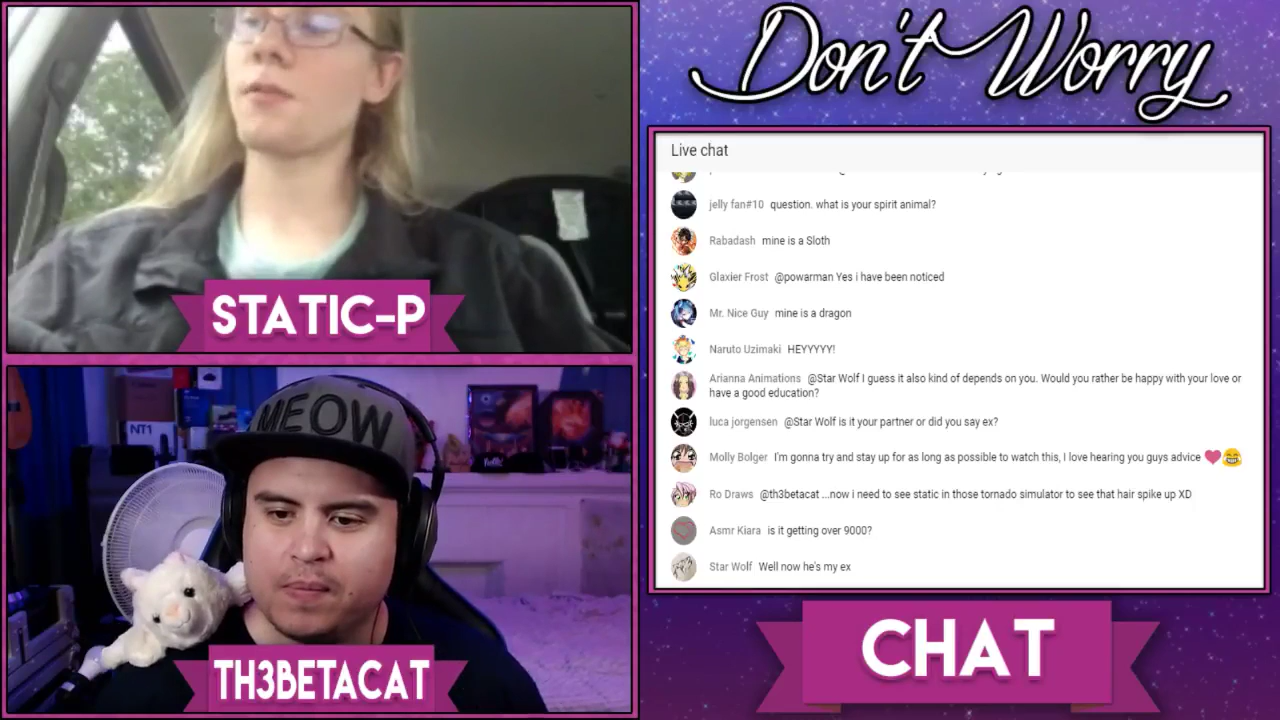 Don't Worry
Live chat
jelly fan#10 question. what is your spirit animal?
Rabadash mine is a Sloth
Glaxier Frost @powarman Yes i have been noticed
Mr. Nice Guy mine is a dragon
Naruto Uzimaki HEYYYYY!
Arianna Animations @Star Wolf I guess it also kind of depends on you. Would you rather be happy with your love or
have a good education?
luca jorgensen @Star Wolf is it your partner or did you say ex?
Molly Bolger I'm gonna try and stay up for as long as possible to watch this, I love hearing you guys advice
Ro Draws @th3betacat ...now i need to see static in those tornado simulator to see that hair spike up XD
Asmr Kiara is it getting over 9000?
Star Wolf Well now he's my ex
CHAT
STATIC-P
MEOW
NT1
TH3BETACAT